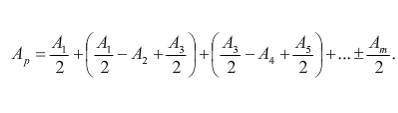 A_p = A_1/2 + (A_1/2 − A_2 + A_3/2) + (A_3/2 − A_4 + A_5/2) + ... ± A_m/2.